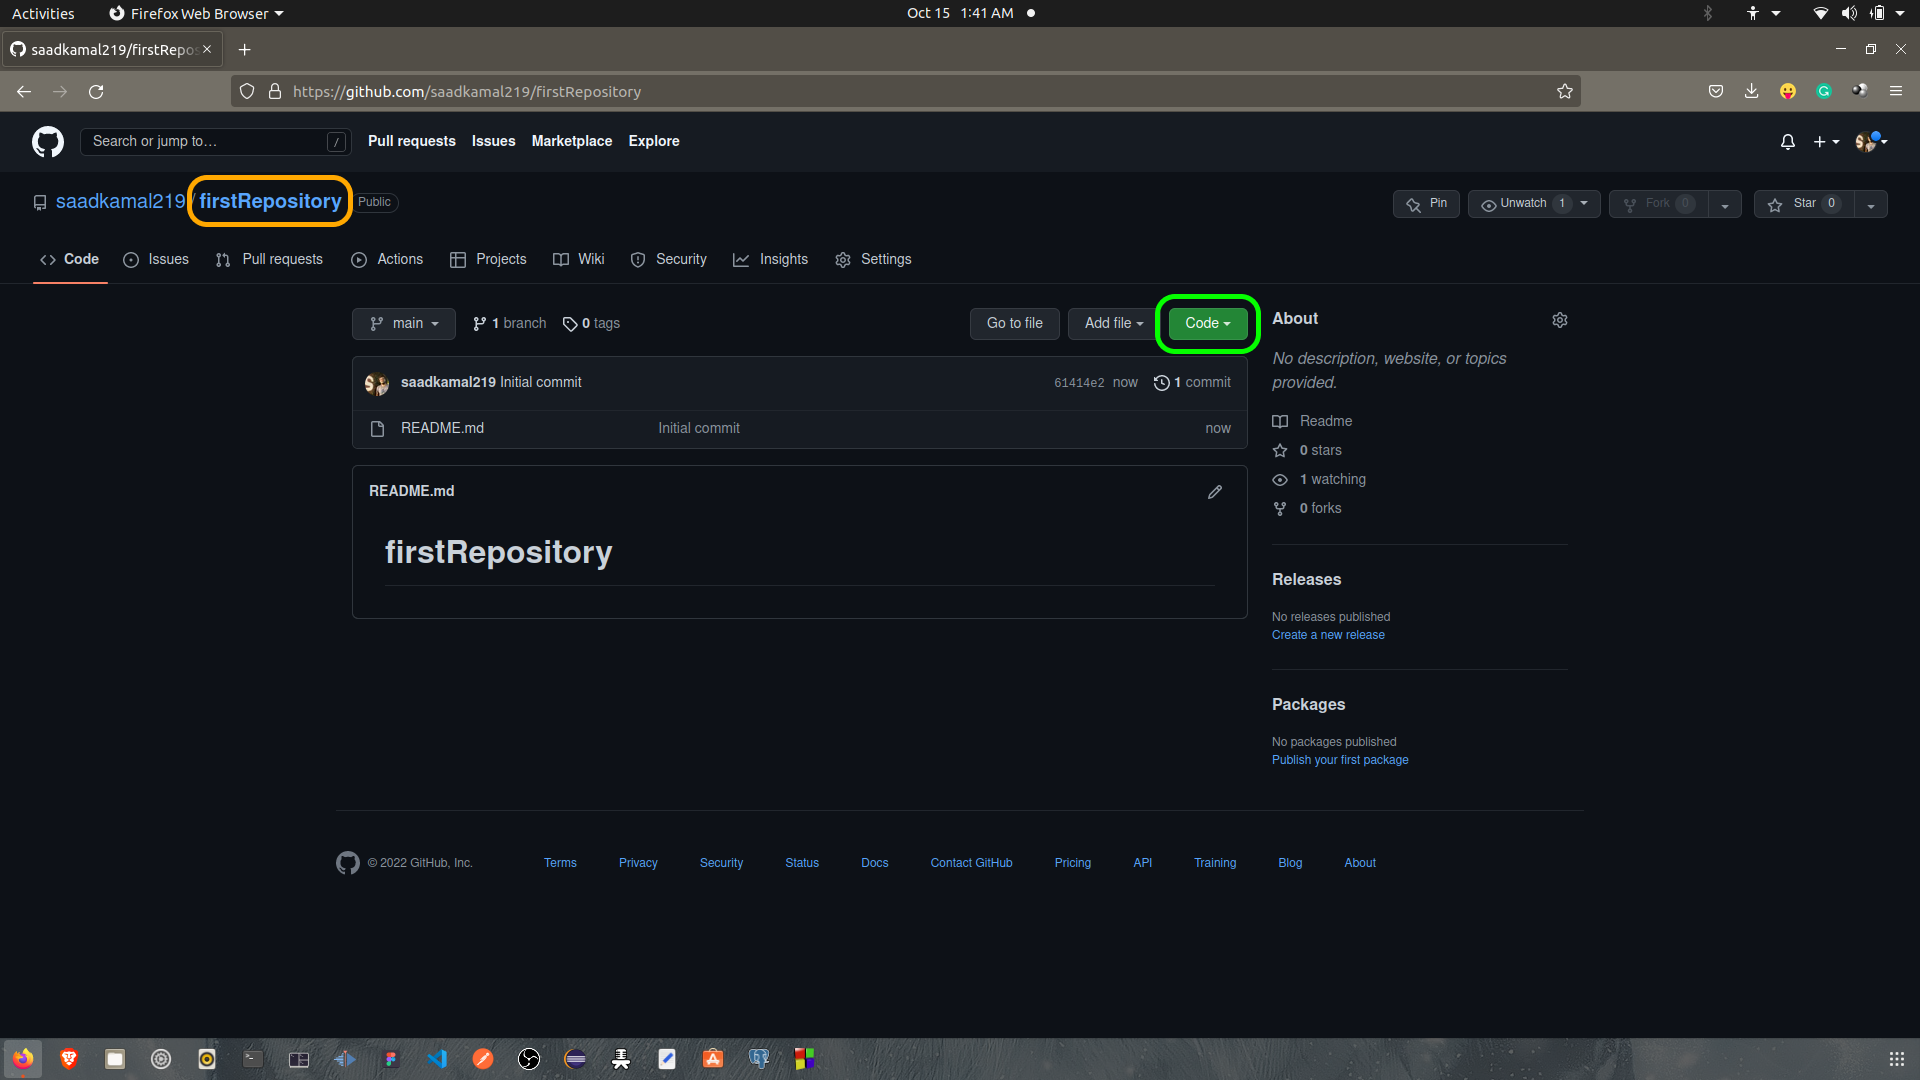 Activities Firefox Web Browser Oct 15 1:41 AM
saadkamal219/firstRepos
https://github.com/saadkamal219/firstRepository
Search or jump to… / Pull requests Issues Marketplace Explore
saadkamal219 / firstRepository Public Pin Unwatch 1 Fork 0 Star 0
Code Issues Pull requests Actions Projects Wiki Security Insights Settings
main 1 branch 0 tags Go to file Add file Code
About
No description, website, or topics
provided.
saadkamal219 Initial commit 61414e2 now 1 commit
README.md Initial commit now
Readme
0 stars
1 watching
0 forks
README.md
firstRepository
Releases
No releases published
Create a new release
Packages
No packages published
Publish your first package
© 2022 GitHub, Inc. Terms Privacy Security Status Docs Contact GitHub Pricing API Training Blog About